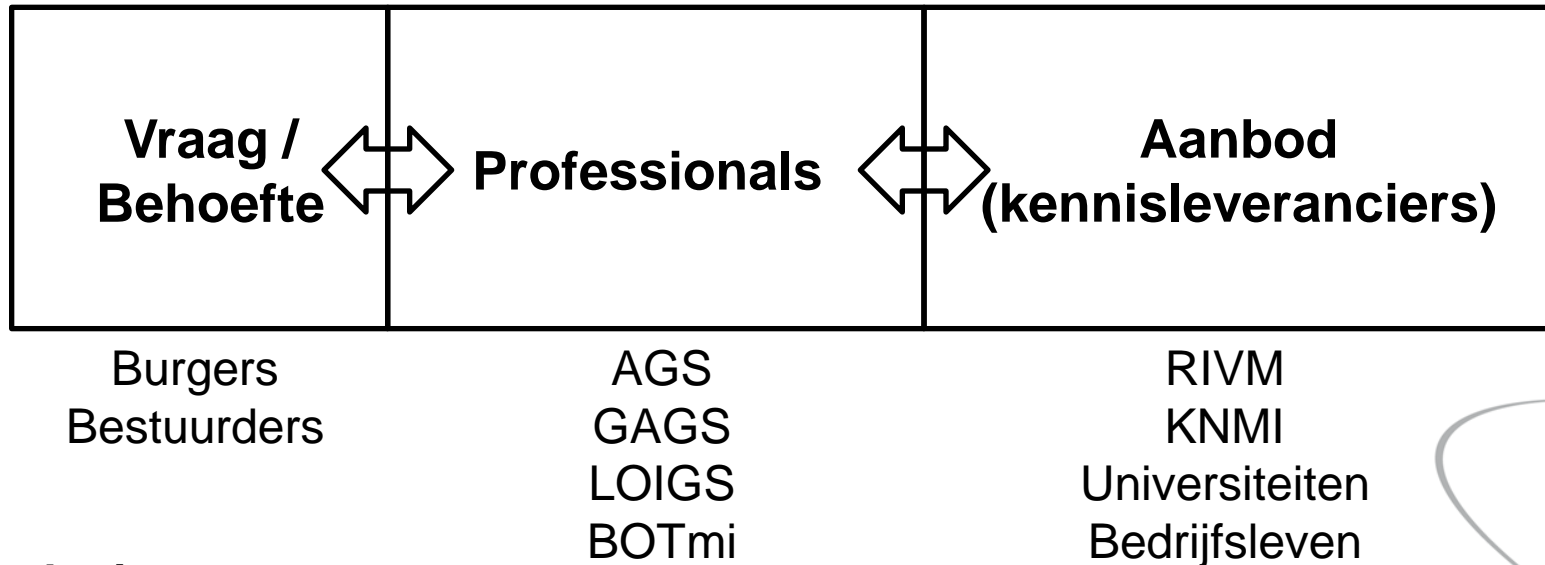 Vraag /
Behoefte
Professionals
Aanbod
(kennisleveranciers)
Burgers
Bestuurders
AGS
GAGS
LOIGS
BOTmi
RIVM
KNMI
Universiteiten
Bedrijfsleven